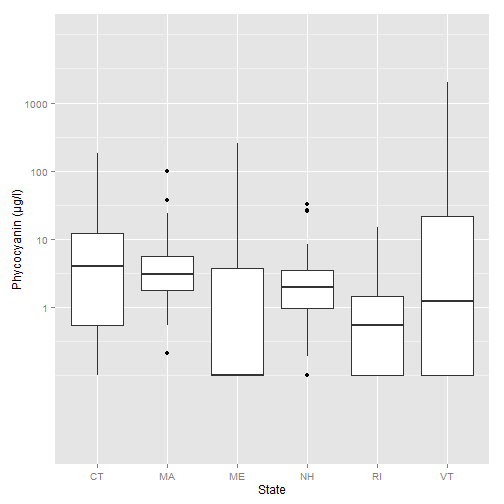 Phycocyanin (µg/l)
1000
100
10
1
CT MA ME NH RI VT
State